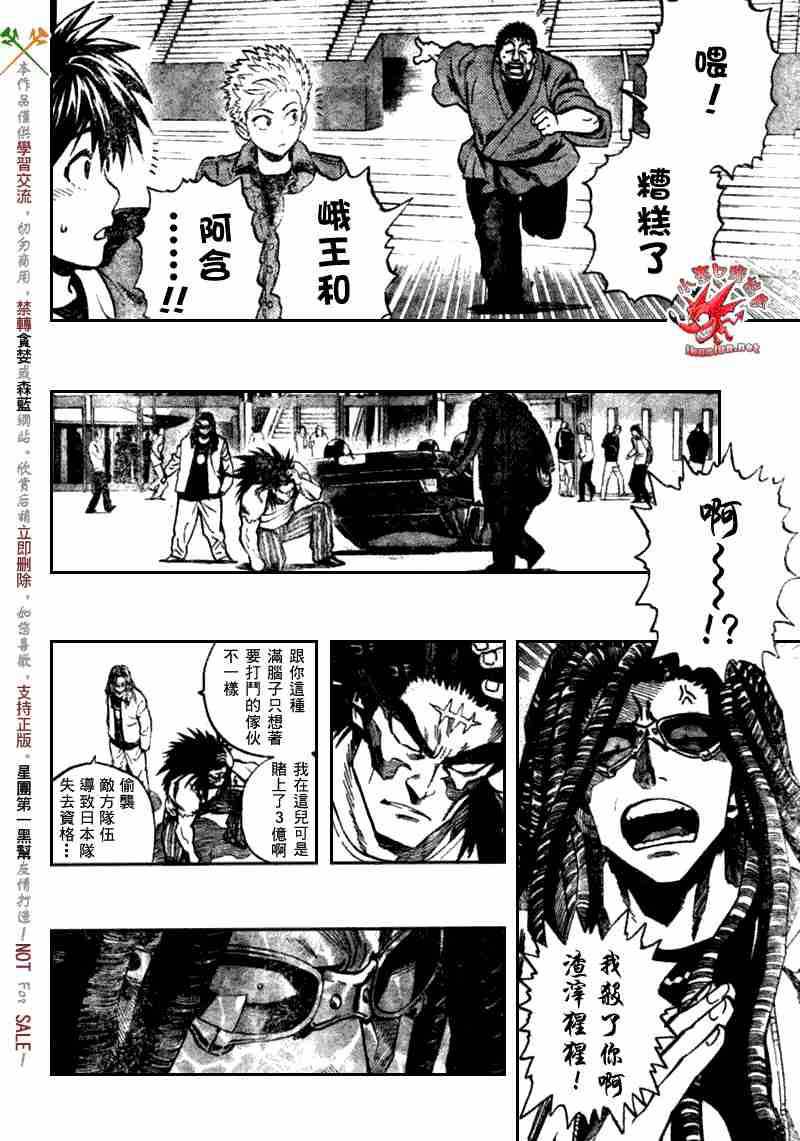 喂！
糟糕了
峨王和
阿含
……！！
啊～～！？
我殺了你啊
渣滓猩猩！
跟你這種
滿腦子只想著
要打鬥的傢伙
不一樣
我在這兒可是
賭上了3億啊
偷襲
敵方隊伍
導致日本隊
失去資格…
本作品僅供學習交流，切勿商用，禁轉貪婪或森藍網站。欣賞后請立即刪除，如您喜歡，支持正版。星團第一黑幫友情打造！NOT For SALE!